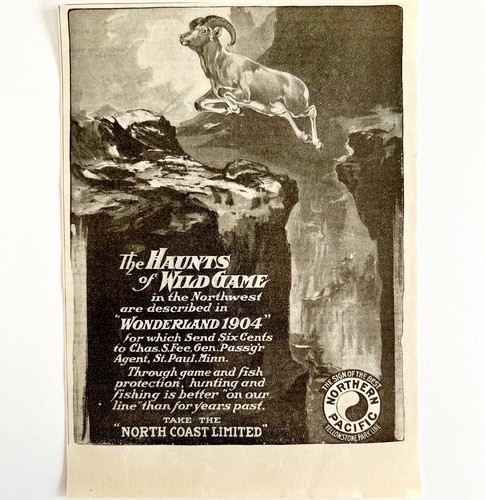 The HAUNTS
of WILD GAME
in the Northwest
are described in
"WONDERLAND 1904"
for which Send Six Cents
to Chas. S. Fee, Gen. Passg'r
Agent, St. Paul. Minn.
Through game and fish
protection, hunting and
fishing is better "on our
line" than for years past.
TAKE THE
"NORTH COAST LIMITED"
THE SIGN OF THE BEST
NORTHERN
PACIFIC
YELLOWSTONE PARK LINE